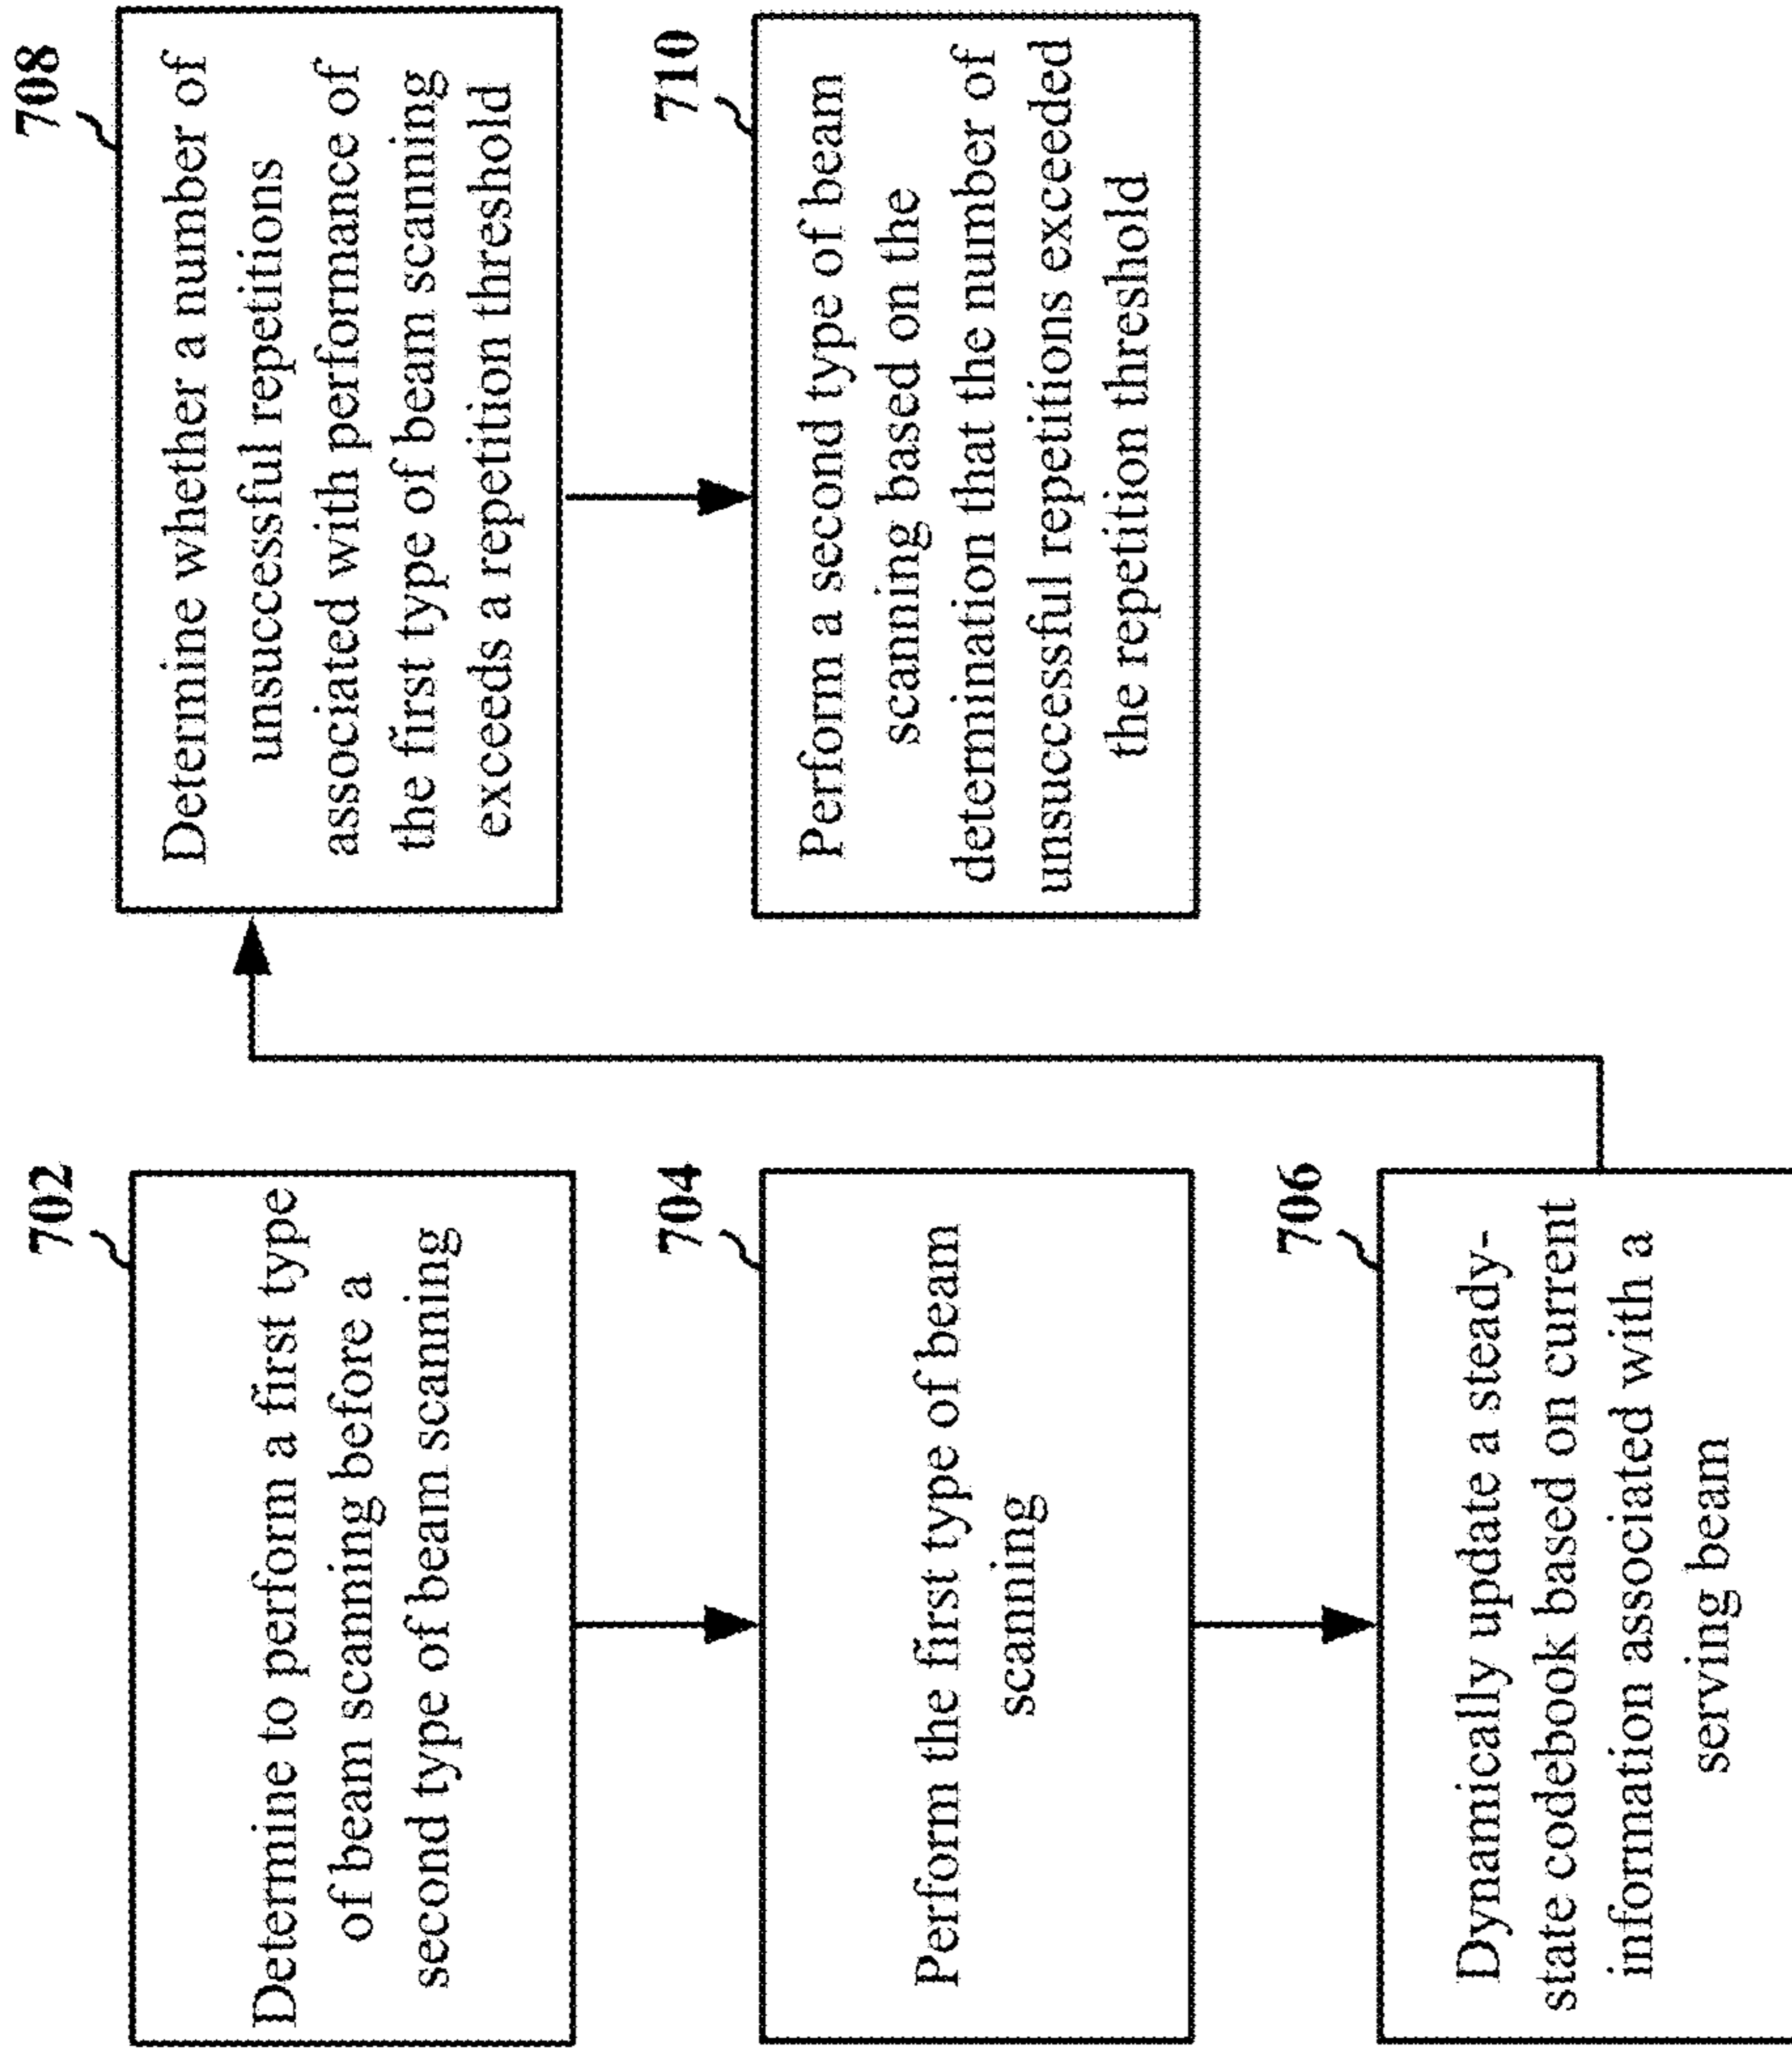 702
Determine to perform a first type
of beam scanning before a
second type of beam scanning
704
Perform the first type of beam
scanning
706
Dynamically update a steady-
state codebook based on current
information associated with a
serving beam
708
Determine whether a number of
unsuccessful repetitions
associated with performance of
the first type of beam scanning
exceeds a repetition threshold
710
Perform a second type of beam
scanning based on the
determination that the number of
unsuccessful repetitions exceeded
the repetition threshold